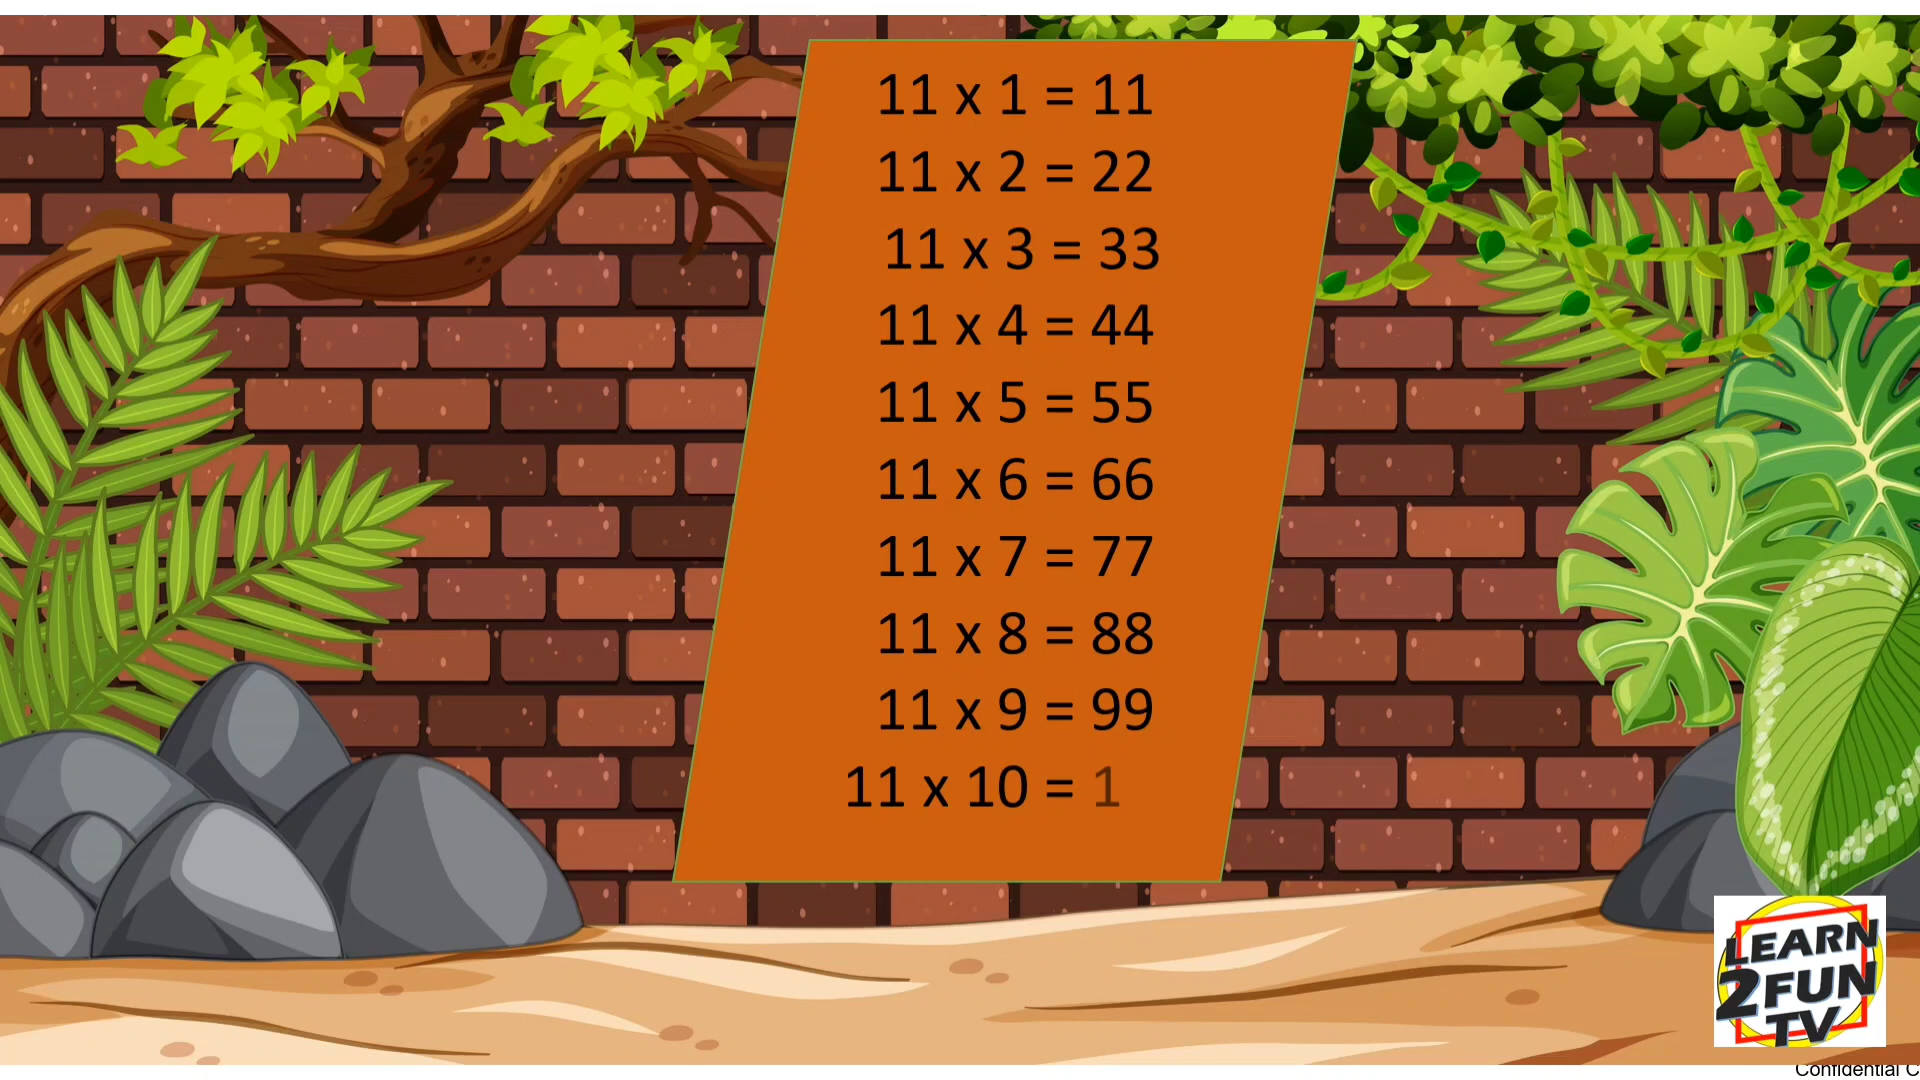 11 x 1 = 11
11 x 2 = 22
11 x 3 = 33
11 x 4 = 44
11 x 5 = 55
11 x 6 = 66
11 x 7 = 77
11 x 8 = 88
11 x 9 = 99
11 x 10 = 1
LEARN
2FUN
TV
Confidential C